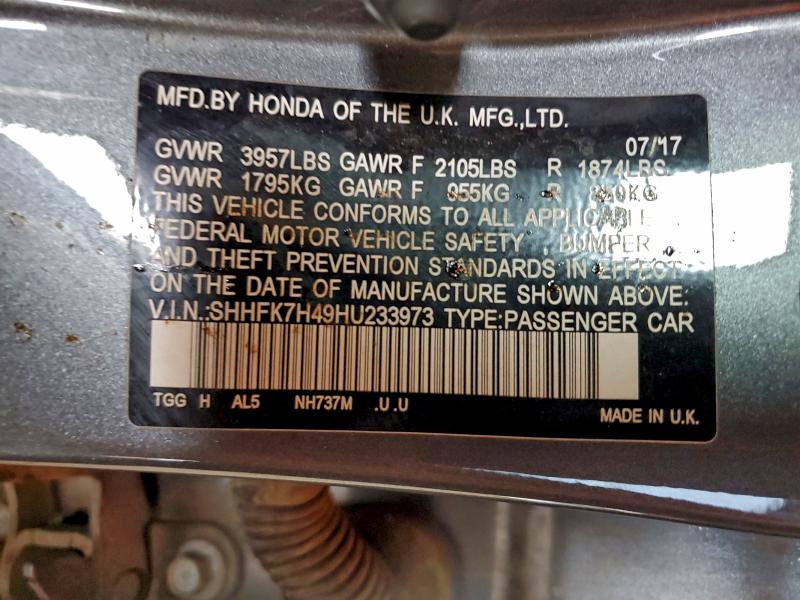 MFD.BY HONDA OF THE U.K. MFG.,LTD.
07/17
GVWR 3957LBS GAWR F 2105LBS R 1874LBS
GVWR 1795KG GAWR F 955KG R 850KG
THIS VEHICLE CONFORMS TO ALL APPLICABLE
FEDERAL MOTOR VEHICLE SAFETY BUMPER
AND THEFT PREVENTION STANDARDS IN EFFECT
ON THE DATE OF MANUFACTURE SHOWN ABOVE.
V.I.N.:SHHFK7H49HU233973 TYPE:PASSENGER CAR
TGG H AL5 NH737M .U .U
MADE IN U.K.